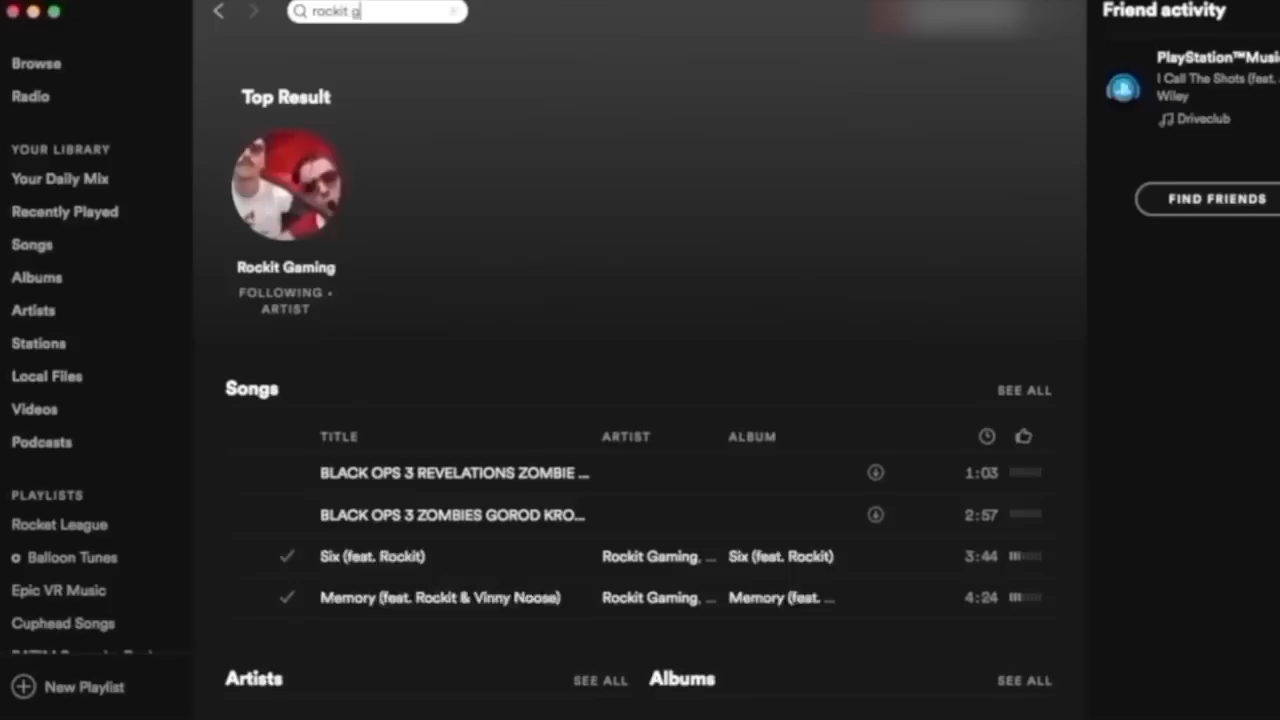 rockit g
Friend activity
Browse
Radio
YOUR LIBRARY
Your Daily Mix
Recently Played
Songs
Albums
Artists
Stations
Local Files
Videos
Podcasts
PLAYLISTS
Rocket League
Balloon Tunes
Epic VR Music
Cuphead Songs
New Playlist
Top Result
Rockit Gaming
FOLLOWING •
ARTIST
Songs
SEE ALL
TITLE ARTIST ALBUM
BLACK OPS 3 REVELATIONS ZOMBIE ... 1:03
BLACK OPS 3 ZOMBIES GOROD KRO... 2:57
Six (feat. Rockit) Rockit Gaming, ... Six (feat. Rockit) 3:44
Memory (feat. Rockit & Vinny Noose) Rockit Gaming, ... Memory (feat. ... 4:24
Artists SEE ALL
Albums SEE ALL
PlayStation™Musi
I Call The Shots (feat.
Wiley
Driveclub
FIND FRIENDS